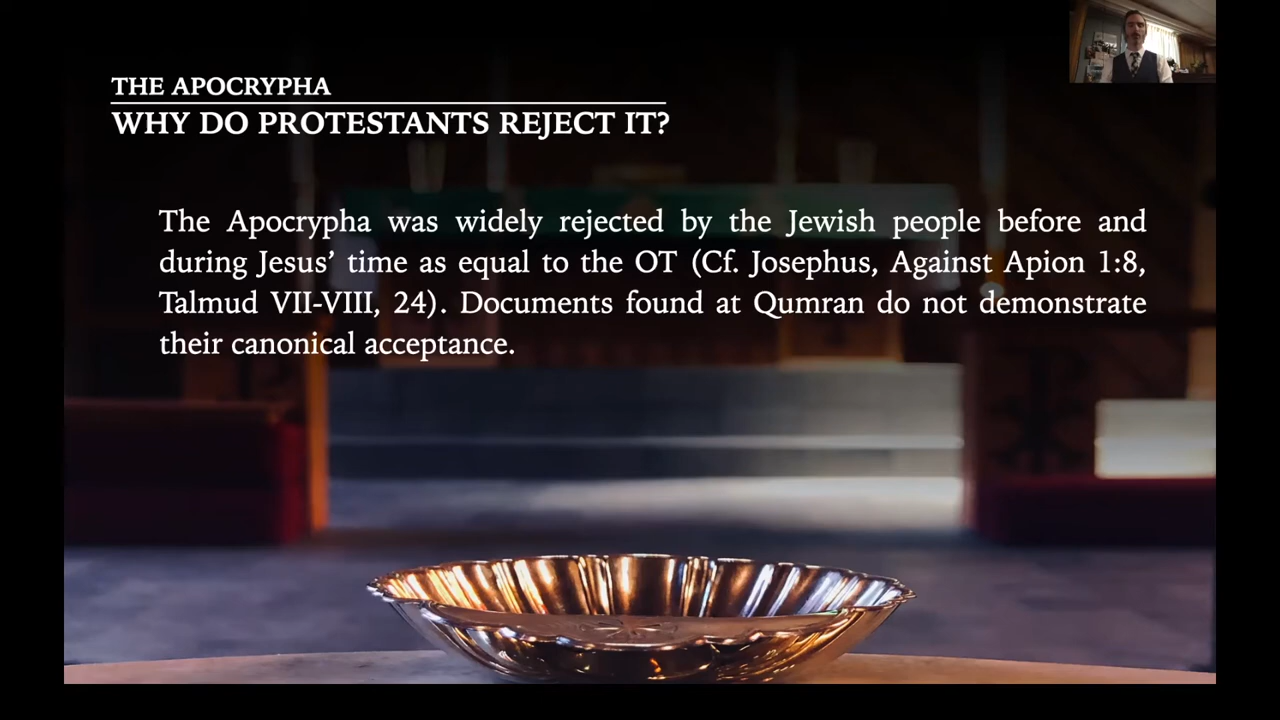 THE APOCRYPHA
WHY DO PROTESTANTS REJECT IT?
The Apocrypha was widely rejected by the Jewish people before and
during Jesus’ time as equal to the OT (Cf. Josephus, Against Apion 1:8,
Talmud VII-VIII, 24). Documents found at Qumran do not demonstrate
their canonical acceptance.